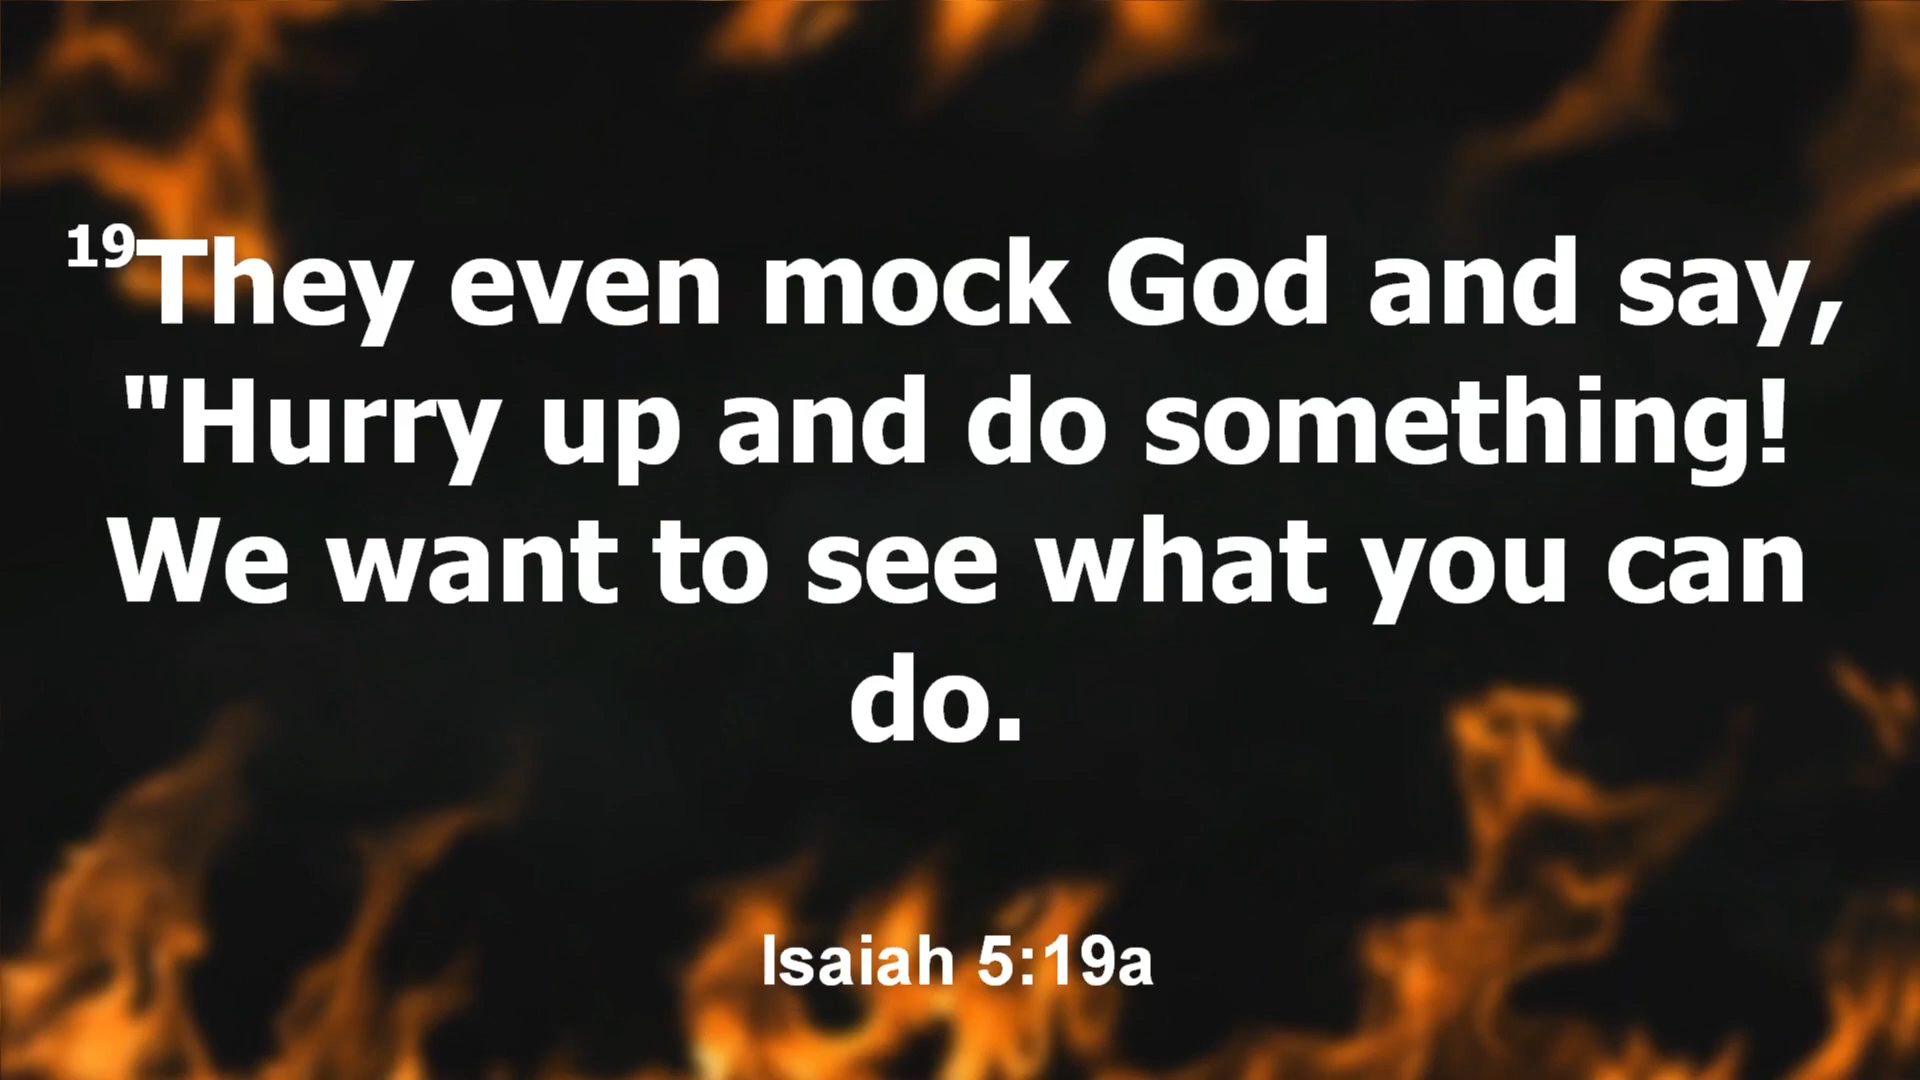 19They even mock God and say,
"Hurry up and do something!
We want to see what you can
do.
Isaiah 5:19a